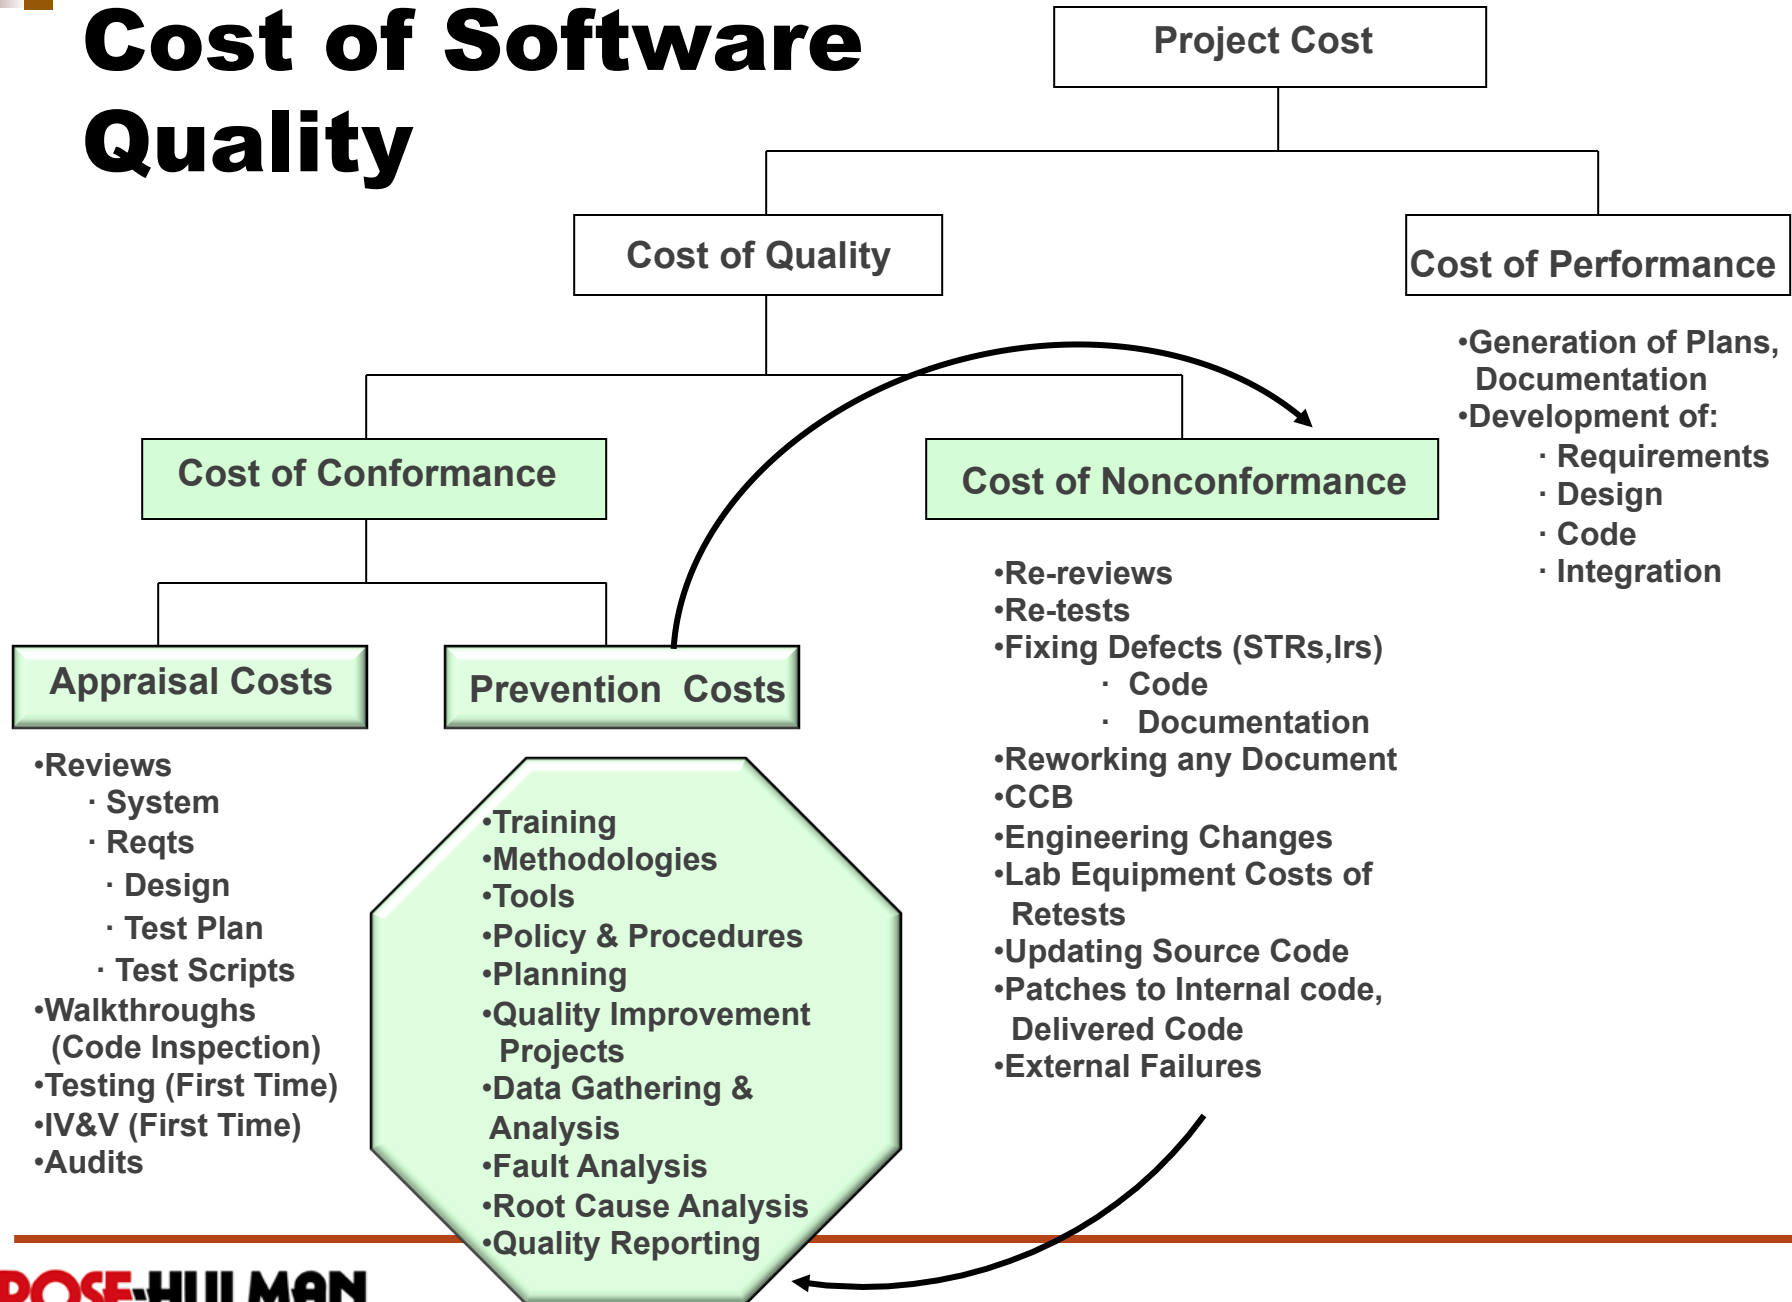 Cost of Software
Quality
Project Cost
Cost of Quality
Cost of Performance
•Generation of Plans,
Documentation
•Development of:
· Requirements
· Design
· Code
· Integration
Cost of Conformance
Cost of Nonconformance
•Re-reviews
•Re-tests
•Fixing Defects (STRs,Irs)
· Code
· Documentation
•Reworking any Document
•CCB
•Engineering Changes
•Lab Equipment Costs of
Retests
•Updating Source Code
•Patches to Internal code,
Delivered Code
•External Failures
Appraisal Costs
•Reviews
· System
· Reqts
· Design
· Test Plan
· Test Scripts
•Walkthroughs
(Code Inspection)
•Testing (First Time)
•IV&V (First Time)
•Audits
Prevention Costs
•Training
•Methodologies
•Tools
•Policy & Procedures
•Planning
•Quality Improvement
Projects
•Data Gathering &
Analysis
•Fault Analysis
•Root Cause Analysis
•Quality Reporting
ROSE-HULMAN